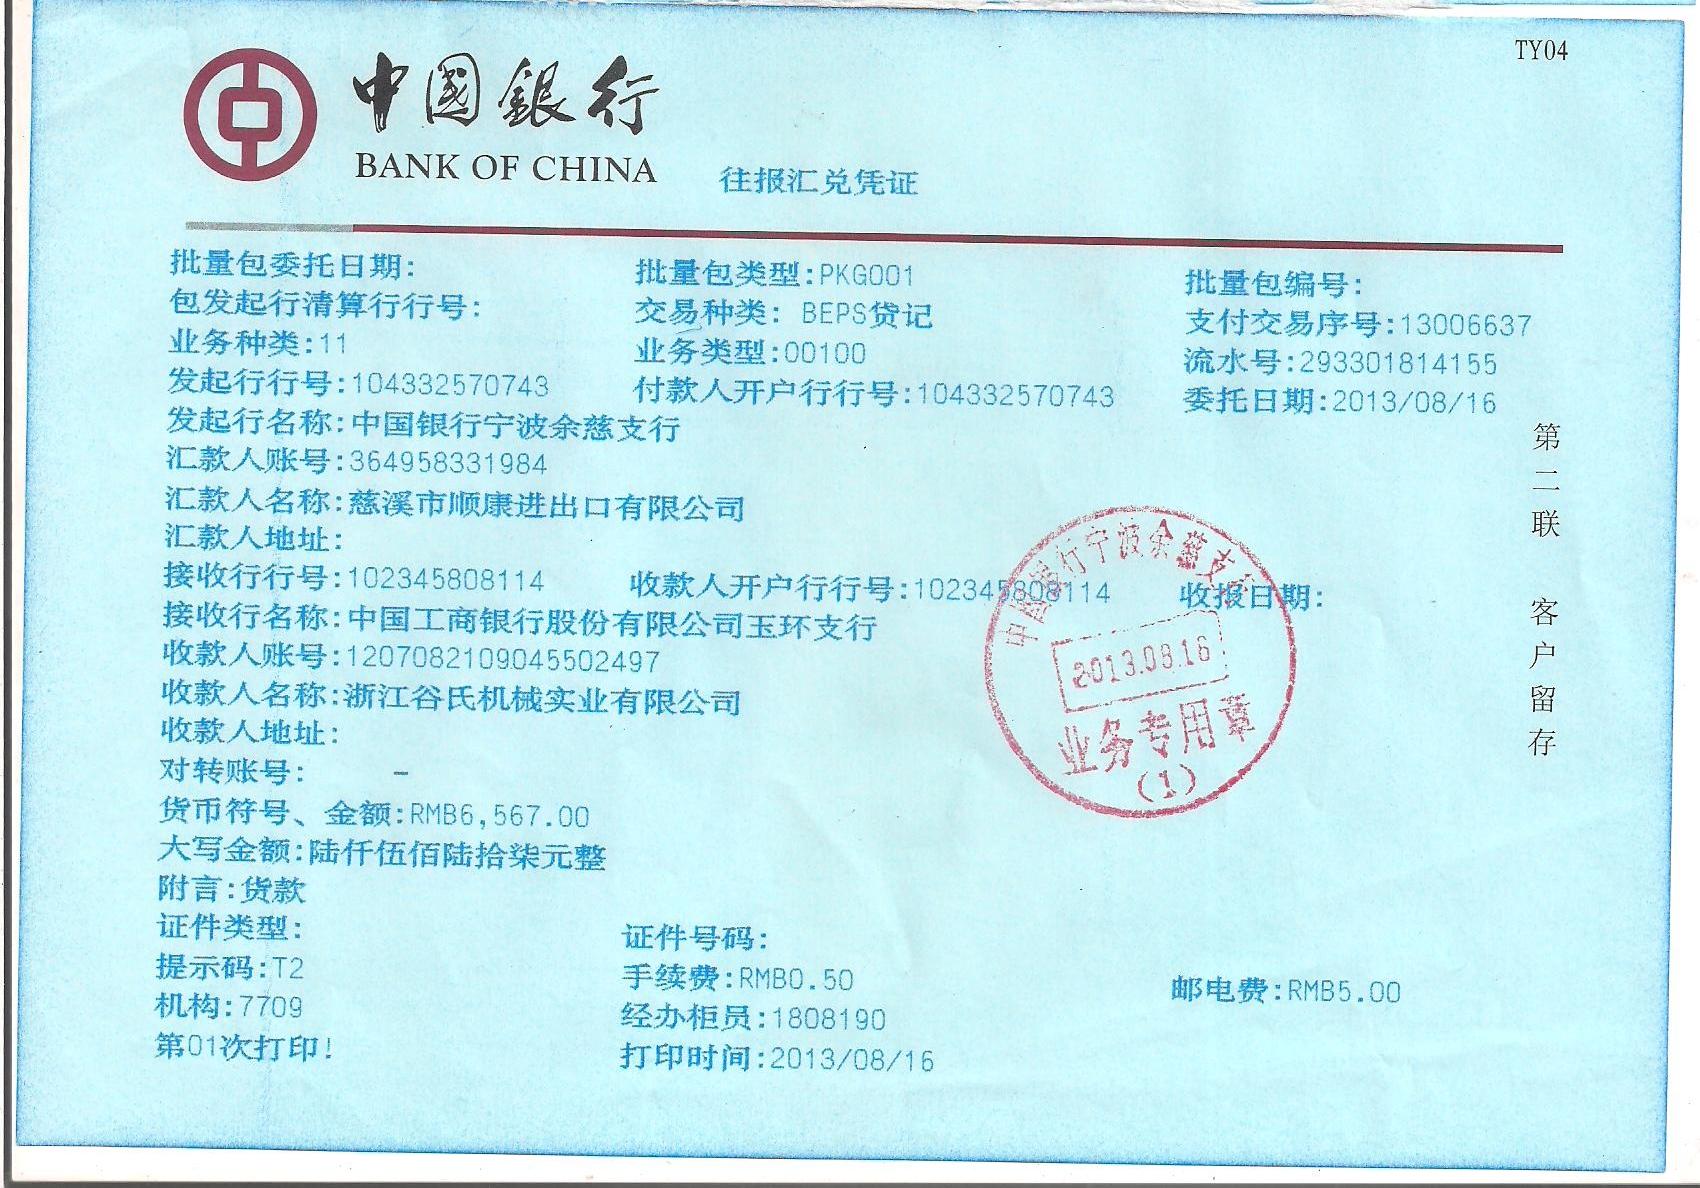 TY04
中國銀行
BANK OF CHINA
往报汇兑凭证
批量包委托日期: 批量包类型:PKG001 批量包编号:
包发起行清算行行号: 交易种类: BEPS贷记 支付交易序号:13006637
业务种类:11 业务类型:00100 流水号:293301814155
发起行行号:104332570743 付款人开户行行号:104332570743 委托日期:2013/08/16
发起行名称:中国银行宁波余慈支行
汇款人账号:364958331984
汇款人名称:慈溪市顺康进出口有限公司
汇款人地址:
接收行行号:102345808114 收款人开户行行号:102345808114 收报日期:
接收行名称:中国工商银行股份有限公司玉环支行
收款人账号:1207082109045502497
收款人名称:浙江谷氏机械实业有限公司
收款人地址:
对转账号: -
货币符号、金额:RMB6,567.00
大写金额:陆仟伍佰陆拾柒元整
附言:货款
证件类型: 证件号码:
提示码:T2 手续费:RMB0.50 邮电费:RMB5.00
机构:7709 经办柜员:1808190
第01次打印! 打印时间:2013/08/16
中国银行宁波余慈支行
2013.08.16
业务专用章
(1)
第二联 客户留存